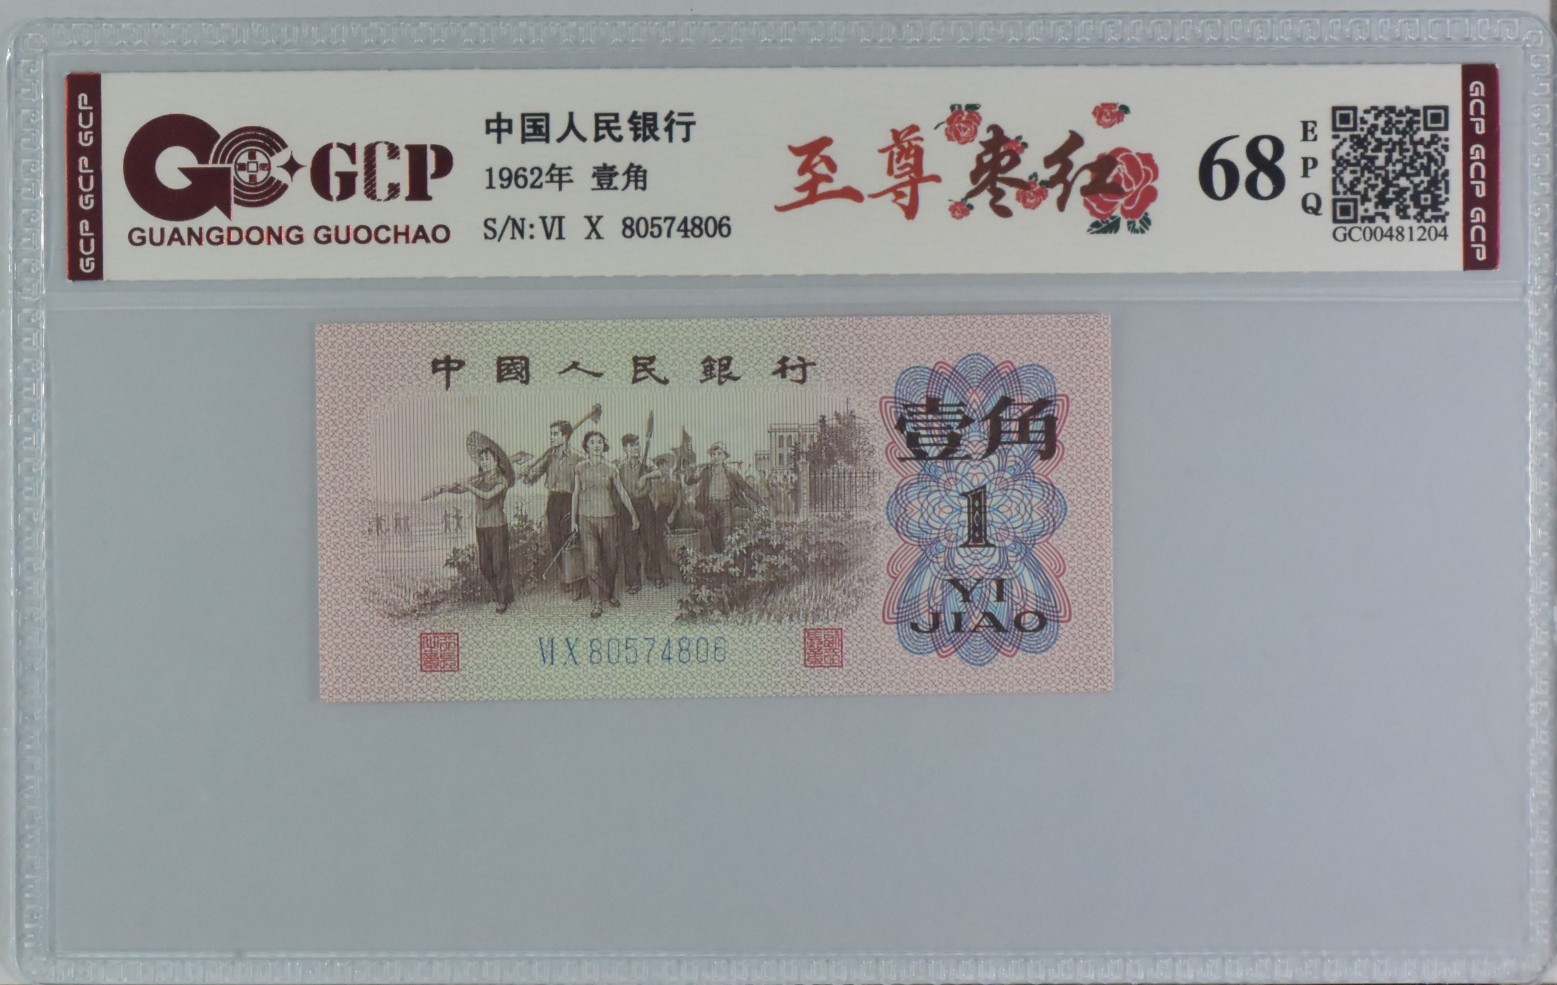 GCP GCP GCP
GCP
GUANGDONG GUOCHAO
中国人民银行
1962年 壹角
S/N: VI X 80574806
至尊枣红
68
EPQ
GC00481204
GCP GCP GCP
中國人民銀行
壹角
1
YI
JIAO
VI X 80574806